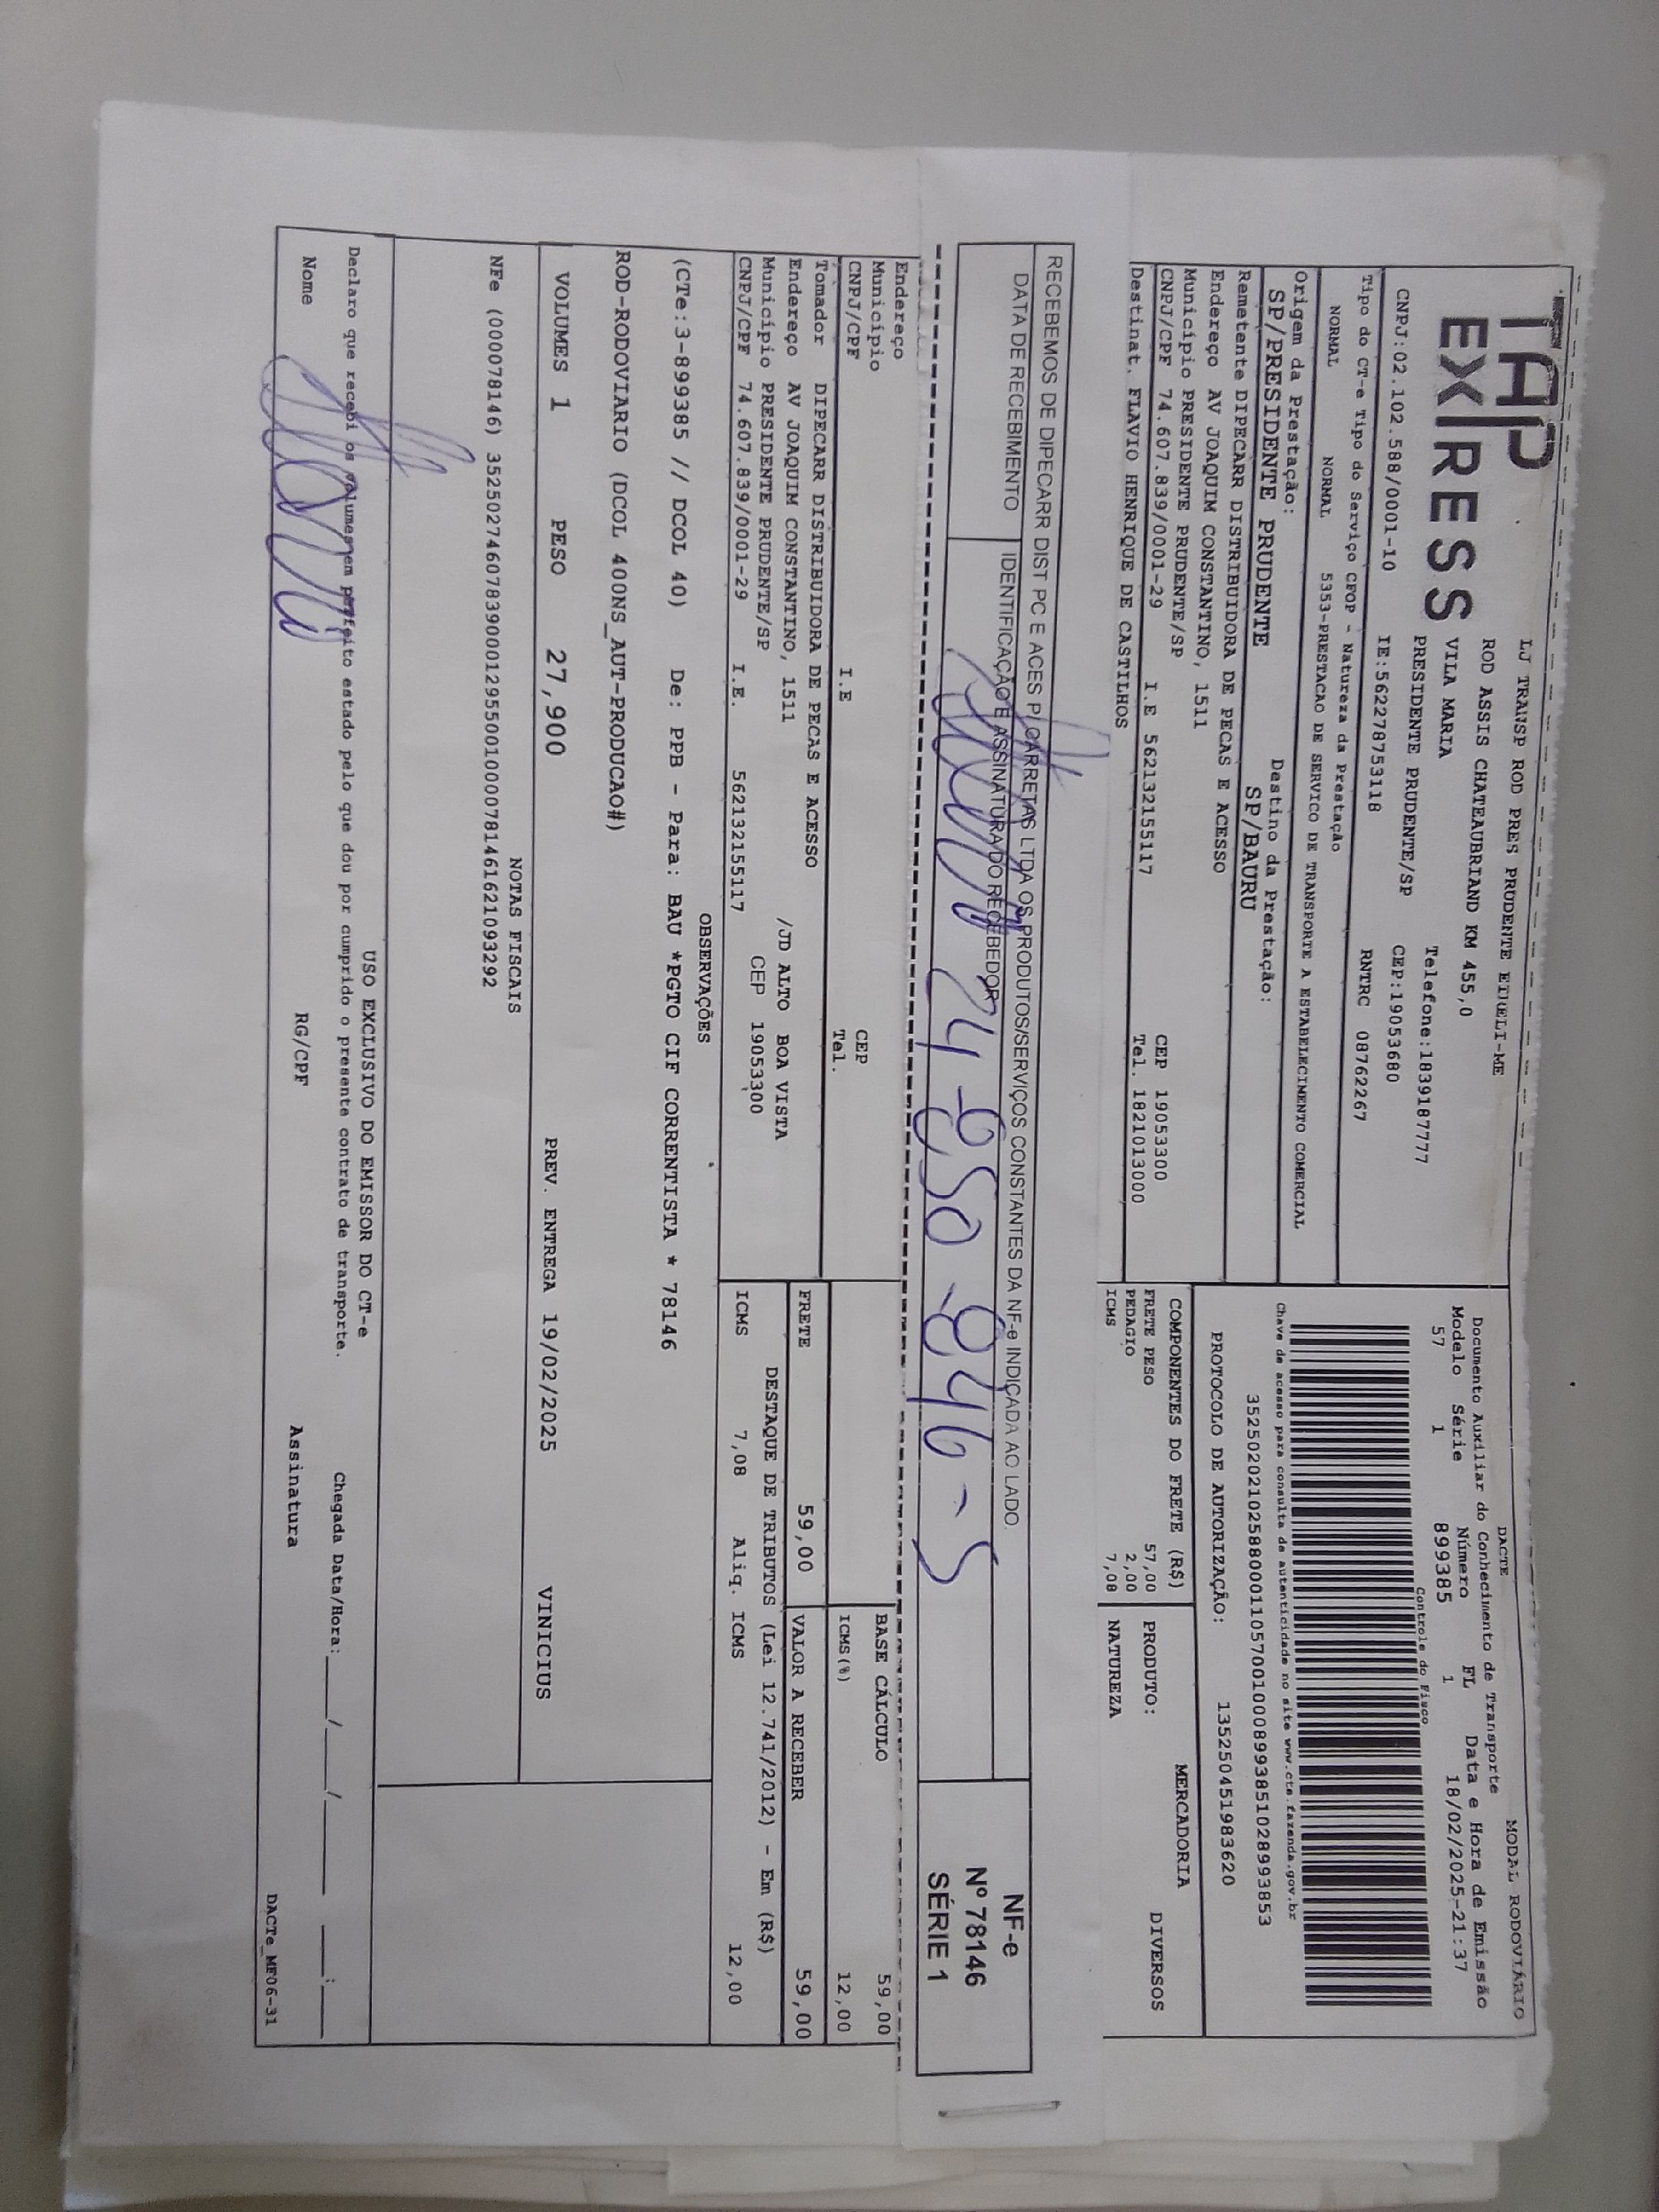 TAP
EXPRESS
LJ TRANSP ROD PRES PRUDENTE EIRELI-ME
ROD ASSIS CHATEAUBRIAND KM 455,0
VILA MARIA
Telefone:1839187777
PRESIDENTE PRUDENTE/SP
CEP:19053680
CNPJ:02.102.588/0001-10
IE:562278753118
RNTRC 08762267
Tipo do CT-e Tipo do Serviço CFOP - Natureza da Prestação
NORMAL NORMAL 5353-PRESTACAO DE SERVICO DE TRANSPORTE A ESTABELECIMENTO COMERCIAL
Origem da Prestação: Destino da Prestação:
SP/PRESIDENTE PRUDENTE SP/BAURU
Remetente DIPECARR DISTRIBUIDORA DE PECAS E ACESSO
Endereço AV JOAQUIM CONSTANTINO, 1511
Município PRESIDENTE PRUDENTE/SP CEP 19053300
CNPJ/CPF 74.607.839/0001-29 I.E 562132155117 Tel. 1821013000
Destinat. FLAVIO HENRIQUE DE CASTILHOS
MODAL RODOVIÁRIO
DACTE
Documento Auxiliar do Conhecimento de Transporte
Modelo Série Número FL Data e Hora de Emissão
57 1 899385 1 18/02/2025-21:37
Controle do Fisco
Chave de acesso para consulta de autenticidade no site www.cte.fazenda.gov.br
35250202102588000110570010008993851028993853
PROTOCOLO DE AUTORIZAÇÃO: 135250451983620
COMPONENTES DO FRETE (R$) MERCADORIA
FRETE PESO 57,00 PRODUTO: DIVERSOS
PEDAGIO 2,00
ICMS 7,08 NATUREZA
RECEBEMOS DE DIPECARR DIST PC E ACES P/CARRETAS LTDA OS PRODUTOS/SERVIÇOS CONSTANTES DA NF-e INDICADA AO LADO.
DATA DE RECEBIMENTO IDENTIFICAÇÃO E ASSINATURA DO RECEBEDOR
NF-e
Nº 78146
SÉRIE 1
Endereço
Município CEP
CNPJ/CPF I.E Tel.
BASE CÁLCULO 59,00
ICMS(%) 12,00
Tomador DIPECARR DISTRIBUIDORA DE PECAS E ACESSO
Endereço AV JOAQUIM CONSTANTINO, 1511 /JD ALTO BOA VISTA
Município PRESIDENTE PRUDENTE/SP CEP 19053300
CNPJ/CPF 74.607.839/0001-29 I.E. 562132155117
FRETE 59,00 VALOR A RECEBER 59,00
DESTAQUE DE TRIBUTOS (Lei 12.741/2012) - Em (R$)
ICMS 7,08 Aliq. ICMS 12,00
OBSERVAÇÕES
(CTe:3-899385 // DCOL 40) De: PPB - Para: BAU *PGTO CIF CORRENTISTA * 78146
ROD-RODOVIARIO (DCOL 400NS_AUT-PRODUCAO#)
VOLUMES 1 PESO 27,900 PREV. ENTREGA 19/02/2025 VINICIUS
NOTAS FISCAIS
NFe (000078146) 35250274607839000129550010000781461621093292
USO EXCLUSIVO DO EMISSOR DO CT-e
Declaro que recebi os volumes em perfeito estado pelo que dou por cumprido o presente contrato de transporte. Chegada Data/Hora: ___/___/_____ __:__
Nome RG/CPF Assinatura
DACTe_MF06-31